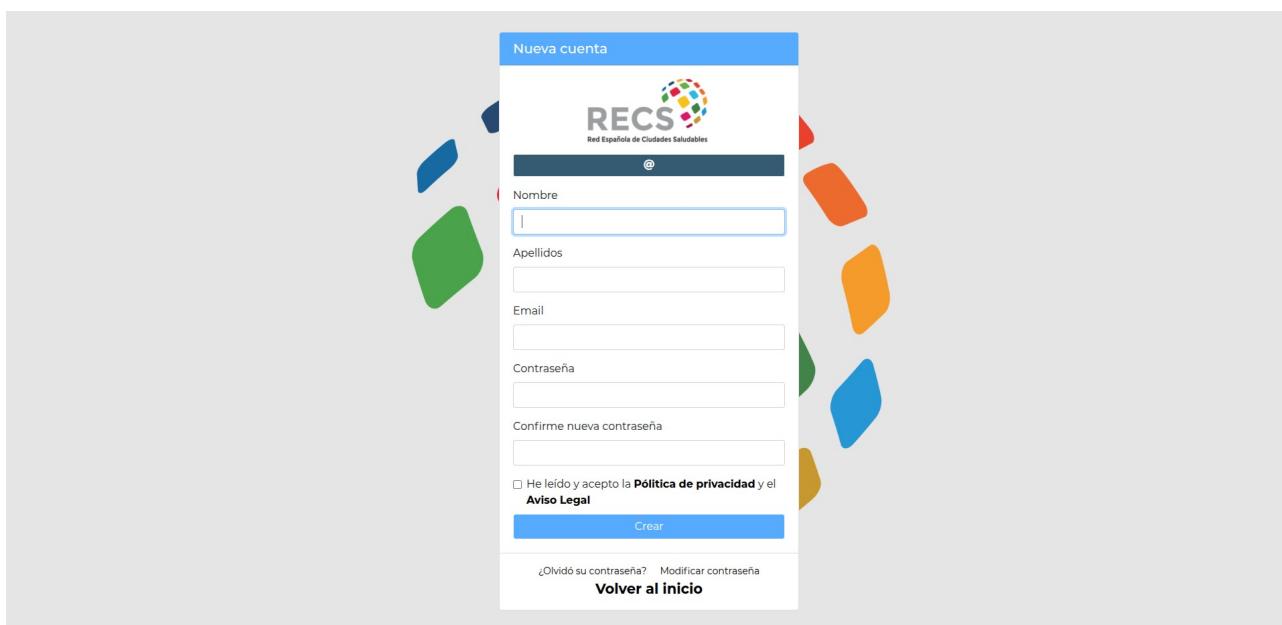 Nueva cuenta
RECS
Red Española de Ciudades Saludables
@
Nombre
Apellidos
Email
Contraseña
Confirme nueva contraseña
He leído y acepto la Pólitica de privacidad y el
Aviso Legal
Crear
¿Olvidó su contraseña? Modificar contraseña
Volver al inicio